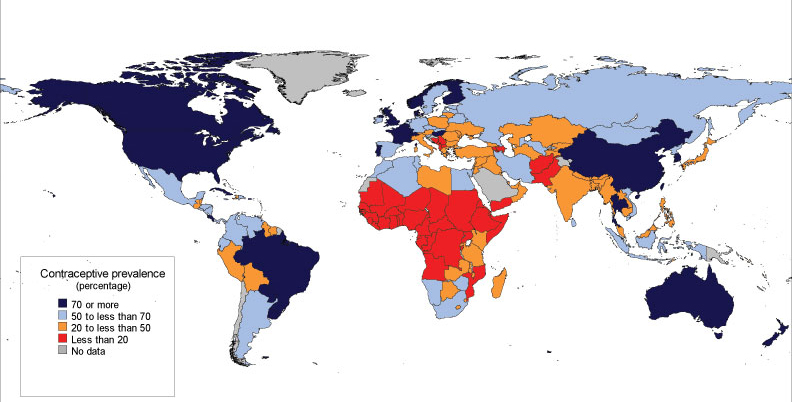 Contraceptive prevalence
(percentage)
70 or more
50 to less than 70
20 to less than 50
Less than 20
No data